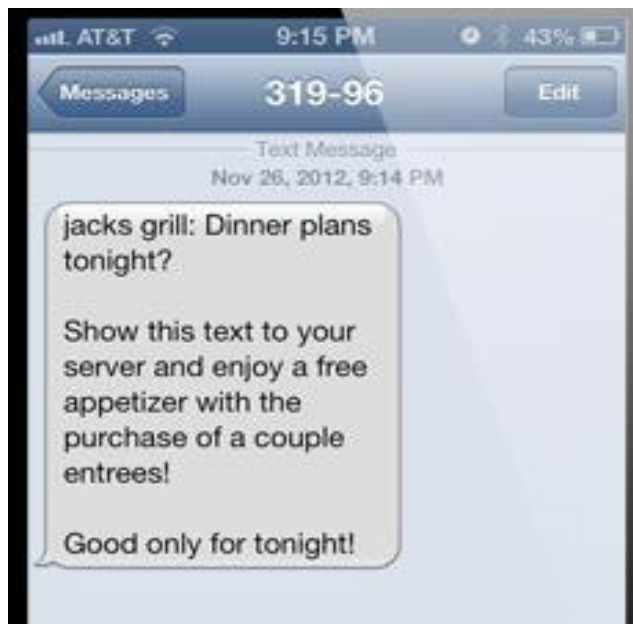 AT&T 9:15 PM 43%
Messages 319-96 Edit
Text Message
Nov 26, 2012, 9:14 PM
jacks grill: Dinner plans
tonight?
Show this text to your
server and enjoy a free
appetizer with the
purchase of a couple
entrees!
Good only for tonight!